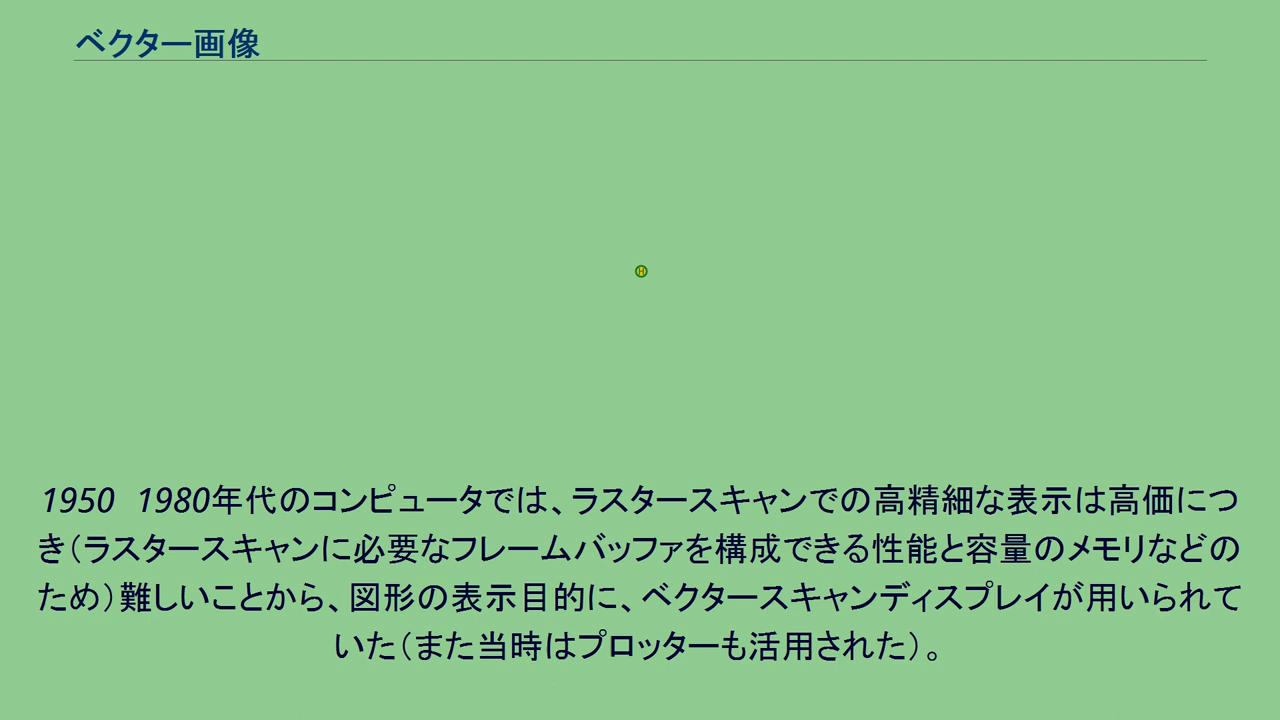 ベクター画像
H
1950 1980年代のコンピュータでは、ラスタースキャンでの高精細な表示は高価につ
き（ラスタースキャンに必要なフレームバッファを構成できる性能と容量のメモリなどの
ため）難しいことから、図形の表示目的に、ベクタースキャンディスプレイが用いられて
いた（また当時はプロッターも活用された）。